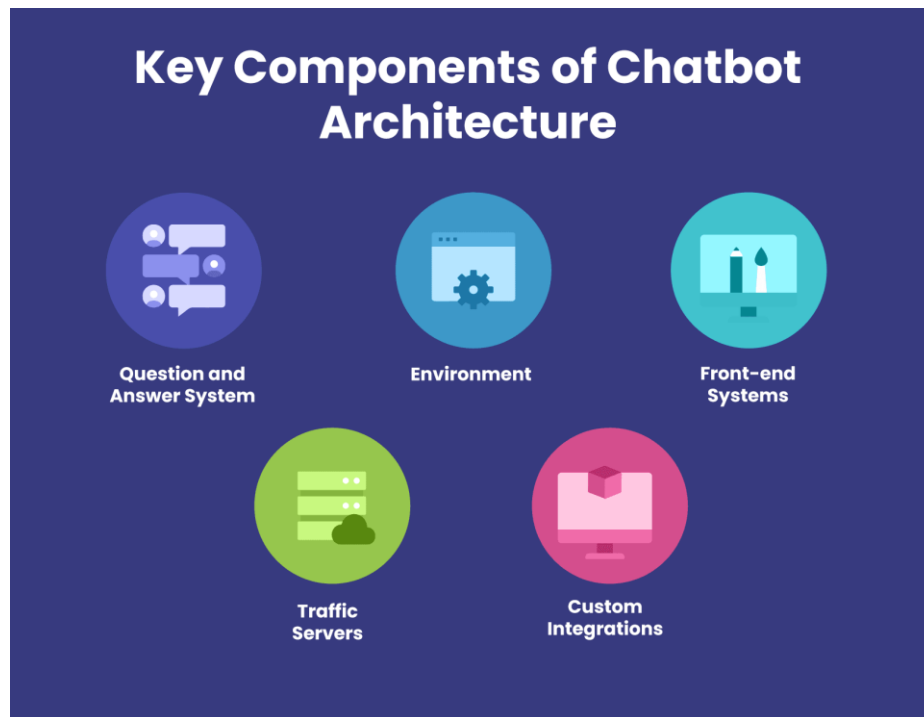 Key Components of Chatbot
Architecture
Question and
Answer System
Environment
Front-end
Systems
Traffic
Servers
Custom
Integrations